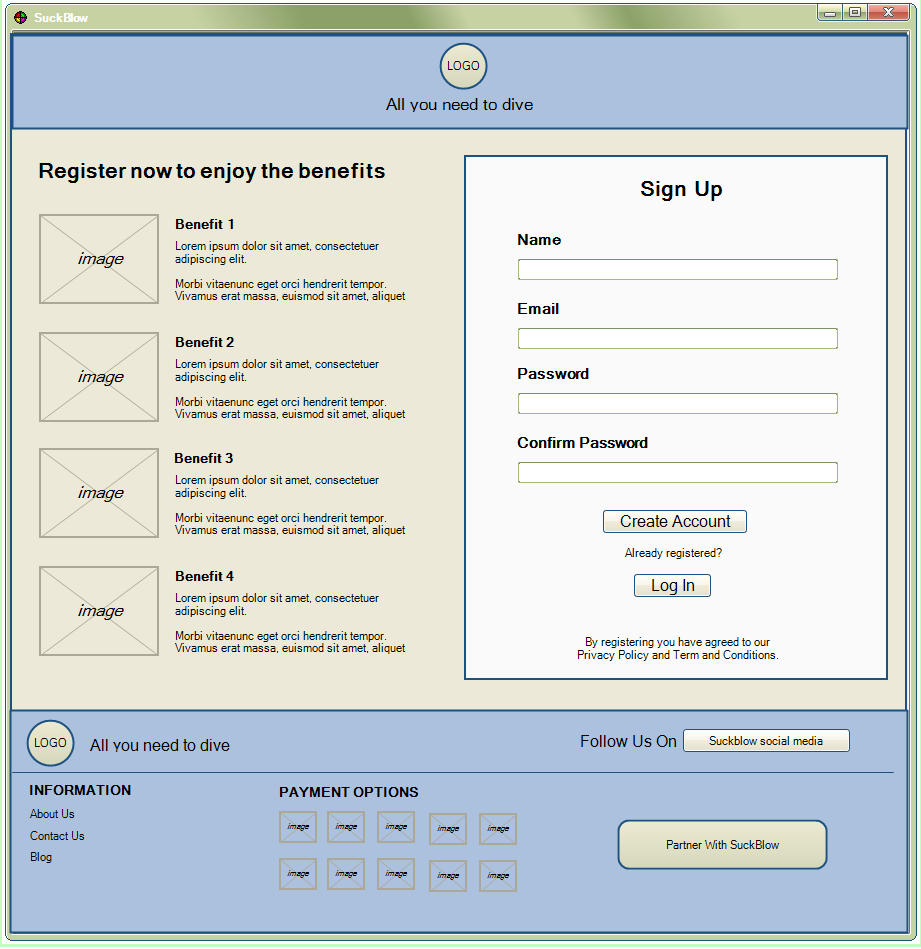 SuckBlow
LOGO
All you need to dive
Register now to enjoy the benefits
image
Benefit 1
Lorem ipsum dolor sit amet, consectetuer
adipiscing elit.
Morbi vitaenunc eget orci hendrerit tempor.
Vivamus erat massa, euismod sit amet, aliquet
image
Benefit 2
Lorem ipsum dolor sit amet, consectetuer
adipiscing elit.
Morbi vitaenunc eget orci hendrerit tempor.
Vivamus erat massa, euismod sit amet, aliquet
image
Benefit 3
Lorem ipsum dolor sit amet, consectetuer
adipiscing elit.
Morbi vitaenunc eget orci hendrerit tempor.
Vivamus erat massa, euismod sit amet, aliquet
image
Benefit 4
Lorem ipsum dolor sit amet, consectetuer
adipiscing elit.
Morbi vitaenunc eget orci hendrerit tempor.
Vivamus erat massa, euismod sit amet, aliquet
Sign Up
Name
Email
Password
Confirm Password
Create Account
Already registered?
Log In
By registering you have agreed to our
Privacy Policy and Term and Conditions.
LOGO
All you need to dive
Follow Us On
Suckblow social media
INFORMATION
About Us
Contact Us
Blog
PAYMENT OPTIONS
image image image image image
image image image image image
Partner With SuckBlow